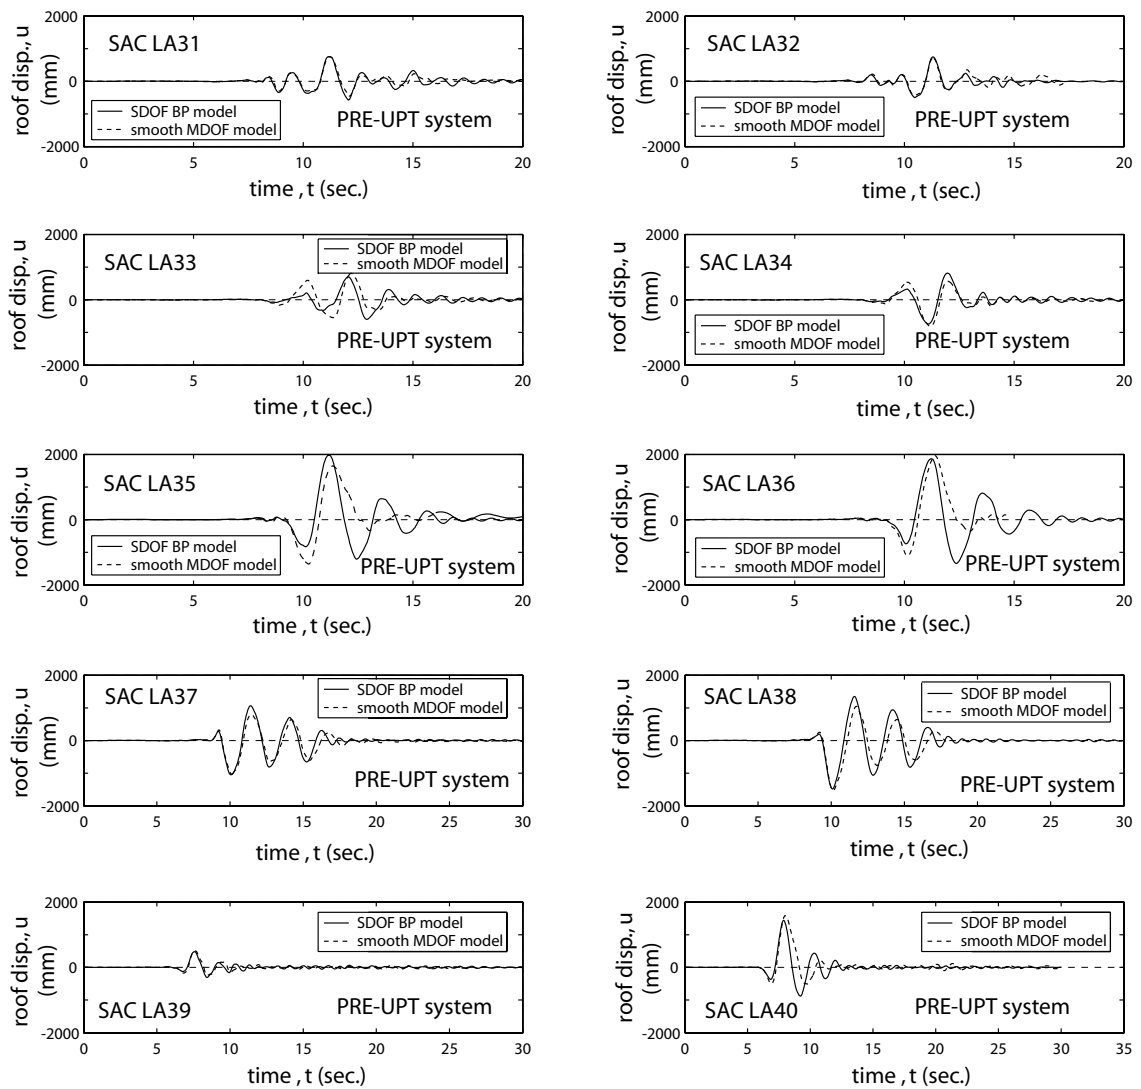 2000
0
-2000
roof disp., u
(mm)
SAC LA31
SDOF BP model
smooth MDOF model
PRE-UPT system
0 5 10 15 20
time , t (sec.)
2000
0
-2000
roof disp., u
(mm)
SAC LA32
SDOF BP model
smooth MDOF model
PRE-UPT system
0 5 10 15 20
time , t (sec.)
2000
0
-2000
roof disp., u
(mm)
SAC LA33
SDOF BP model
smooth MDOF model
PRE-UPT system
0 5 10 15 20
time , t (sec.)
2000
0
-2000
roof disp., u
(mm)
SAC LA34
SDOF BP model
smooth MDOF model
PRE-UPT system
0 5 10 15 20
time , t (sec.)
2000
0
-2000
roof disp., u
(mm)
SAC LA35
SDOF BP model
smooth MDOF model
PRE-UPT system
0 5 10 15 20
time , t (sec.)
2000
0
-2000
roof disp., u
(mm)
SAC LA36
SDOF BP model
smooth MDOF model
PRE-UPT system
0 5 10 15 20
time , t (sec.)
2000
0
-2000
roof disp., u
(mm)
SAC LA37
SDOF BP model
smooth MDOF model
PRE-UPT system
0 5 10 15 20 25 30
time , t (sec.)
2000
0
-2000
roof disp., u
(mm)
SAC LA38
SDOF BP model
smooth MDOF model
PRE-UPT system
0 5 10 15 20 25 30
time , t (sec.)
2000
0
-2000
roof disp., u
(mm)
SDOF BP model
smooth MDOF model
SAC LA39
PRE-UPT system
0 5 10 15 20 25 30
time , t (sec.)
2000
0
-2000
roof disp., u
(mm)
SDOF BP model
smooth MDOF model
SAC LA40
PRE-UPT system
0 5 10 15 20 25 30 35
time , t (sec.)